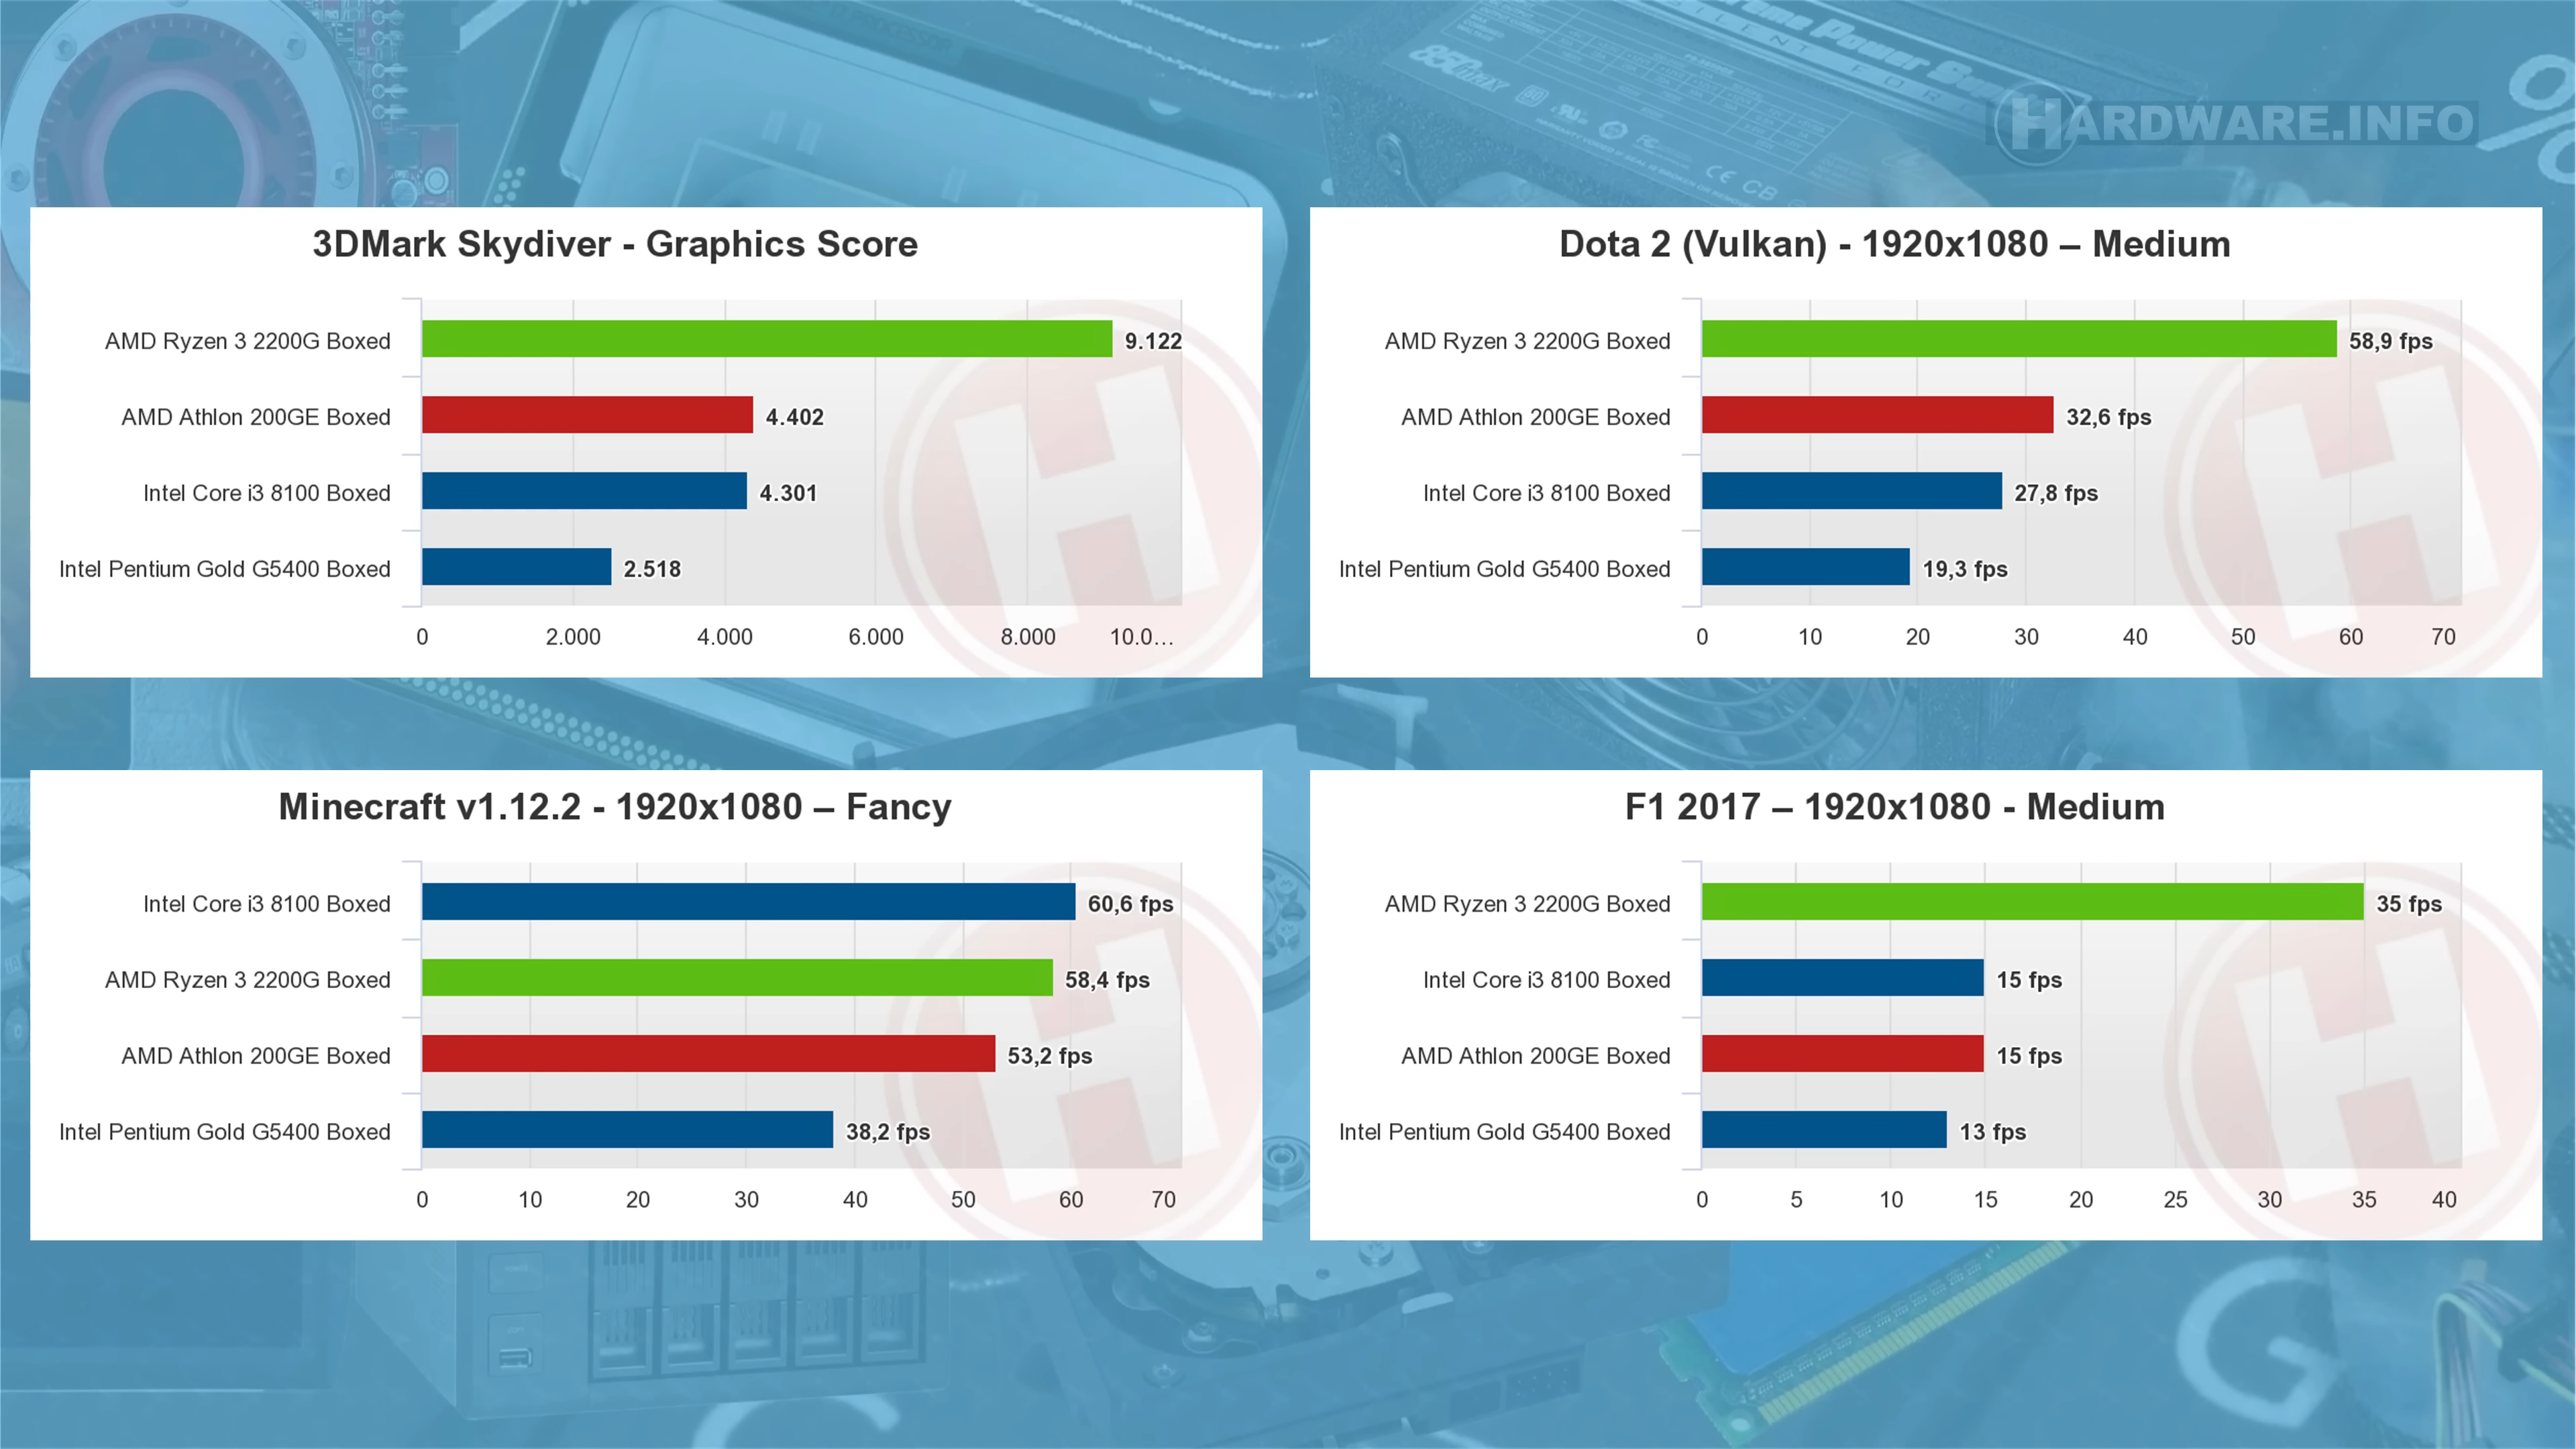 850 MAX
HARDWARE.INFO
3DMark Skydiver - Graphics Score
AMD Ryzen 3 2200G Boxed
9.122
AMD Athlon 200GE Boxed
4.402
Intel Core i3 8100 Boxed
4.301
Intel Pentium Gold G5400 Boxed
2.518
0 2.000 4.000 6.000 8.000 10.0…
Dota 2 (Vulkan) - 1920x1080 – Medium
AMD Ryzen 3 2200G Boxed
58,9 fps
AMD Athlon 200GE Boxed
32,6 fps
Intel Core i3 8100 Boxed
27,8 fps
Intel Pentium Gold G5400 Boxed
19,3 fps
0 10 20 30 40 50 60 70
Minecraft v1.12.2 - 1920x1080 – Fancy
Intel Core i3 8100 Boxed
60,6 fps
AMD Ryzen 3 2200G Boxed
58,4 fps
AMD Athlon 200GE Boxed
53,2 fps
Intel Pentium Gold G5400 Boxed
38,2 fps
0 10 20 30 40 50 60 70
F1 2017 – 1920x1080 - Medium
AMD Ryzen 3 2200G Boxed
35 fps
Intel Core i3 8100 Boxed
15 fps
AMD Athlon 200GE Boxed
15 fps
Intel Pentium Gold G5400 Boxed
13 fps
0 5 10 15 20 25 30 35 40